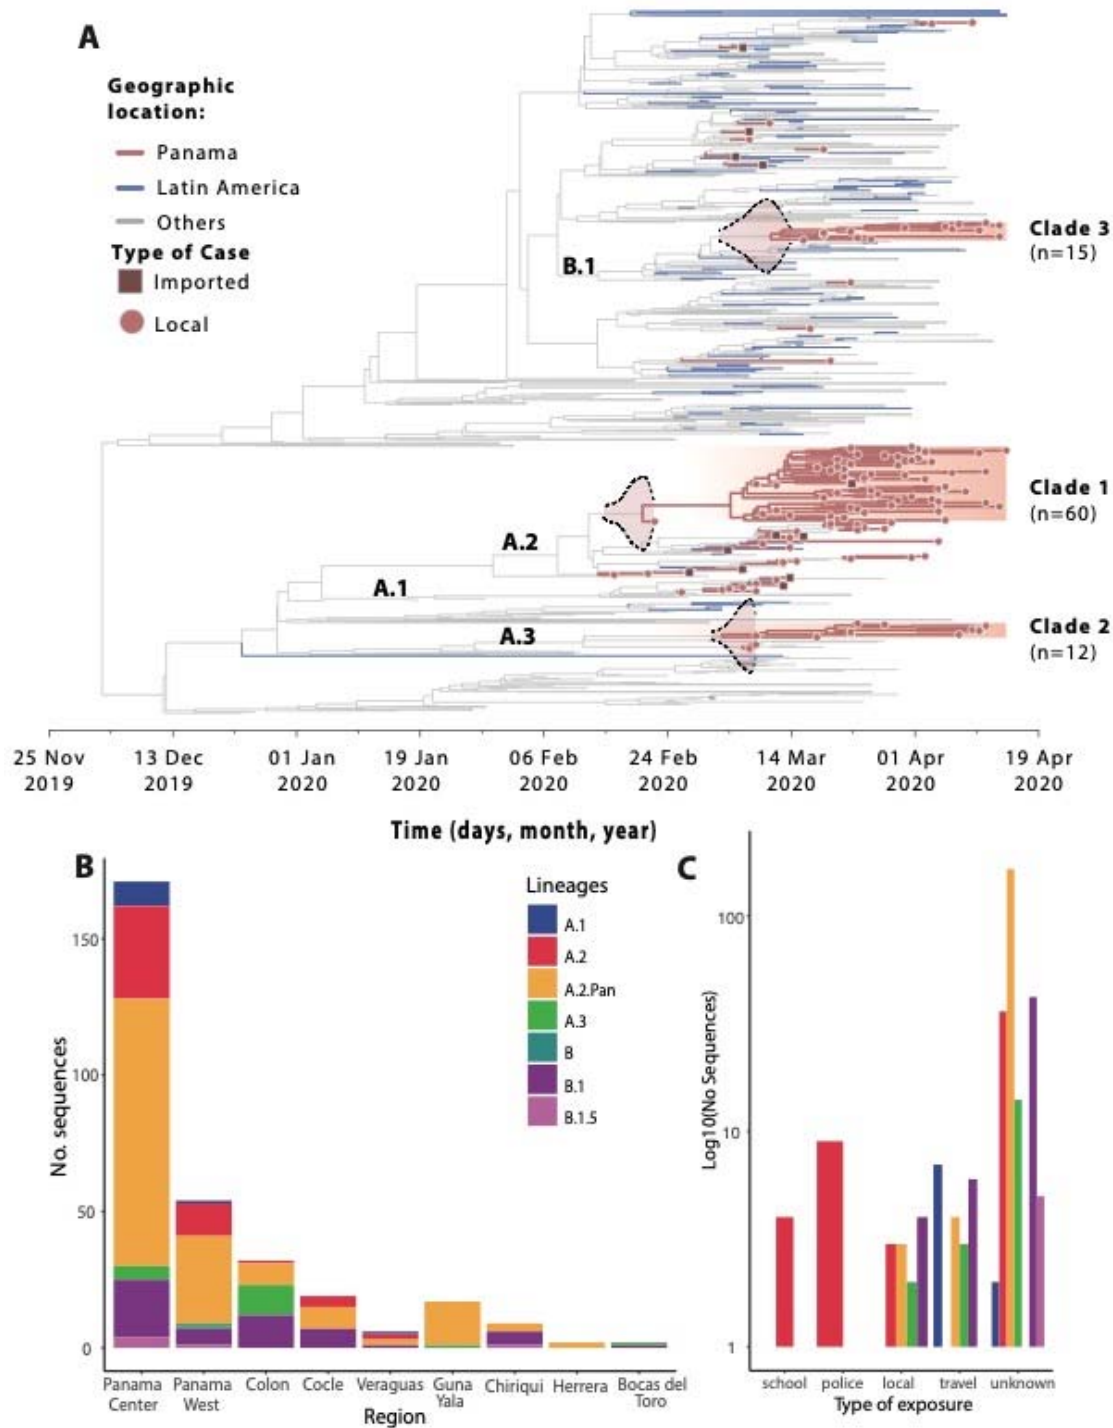 A
Geographic
location:
Panama
Latin America
Others
Type of Case
Imported
Local
B.1
Clade 3
(n=15)
Clade 1
(n=60)
A.2
A.1
A.3
Clade 2
(n=12)
25 Nov 13 Dec 01 Jan 19 Jan 06 Feb 24 Feb 14 Mar 01 Apr 19 Apr
2019 2019 2020 2020 2020 2020 2020 2020 2020
Time (days, month, year)
B
No. sequences
150
100
50
0
Lineages
A.1
A.2
A.2.Pan
A.3
B
B.1
B.1.5
Panama Panama Colon Cocle Veraguas Guna Chiriqui Herrera Bocas del
Center West Yala Toro
Region
C
Log10(No Sequences)
100
10
1
school police local travel unknown
Type of exposure